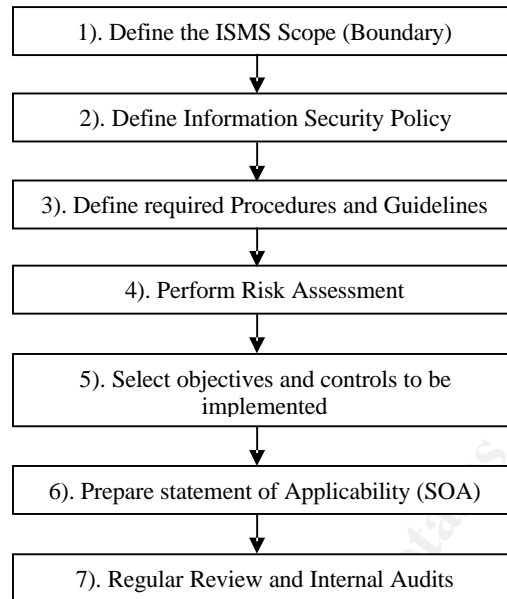 1). Define the ISMS Scope (Boundary)
2). Define Information Security Policy
3). Define required Procedures and Guidelines
4). Perform Risk Assessment
5). Select objectives and controls to be
implemented
6). Prepare statement of Applicability (SOA)
7). Regular Review and Internal Audits